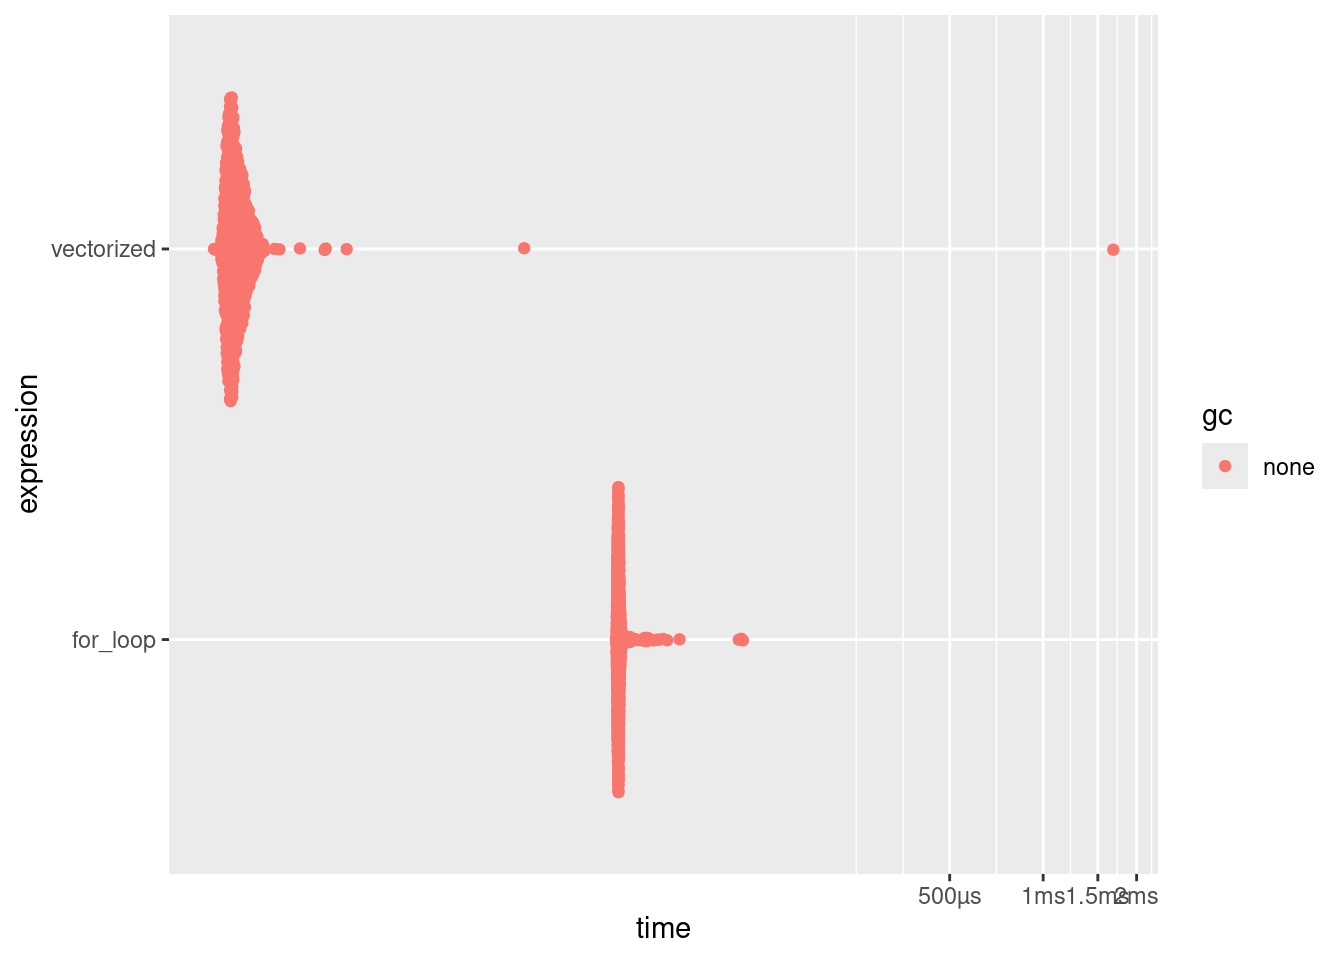 vectorized
for_loop
expression
500µs
1ms
1.5ms
2ms
time
gc
none